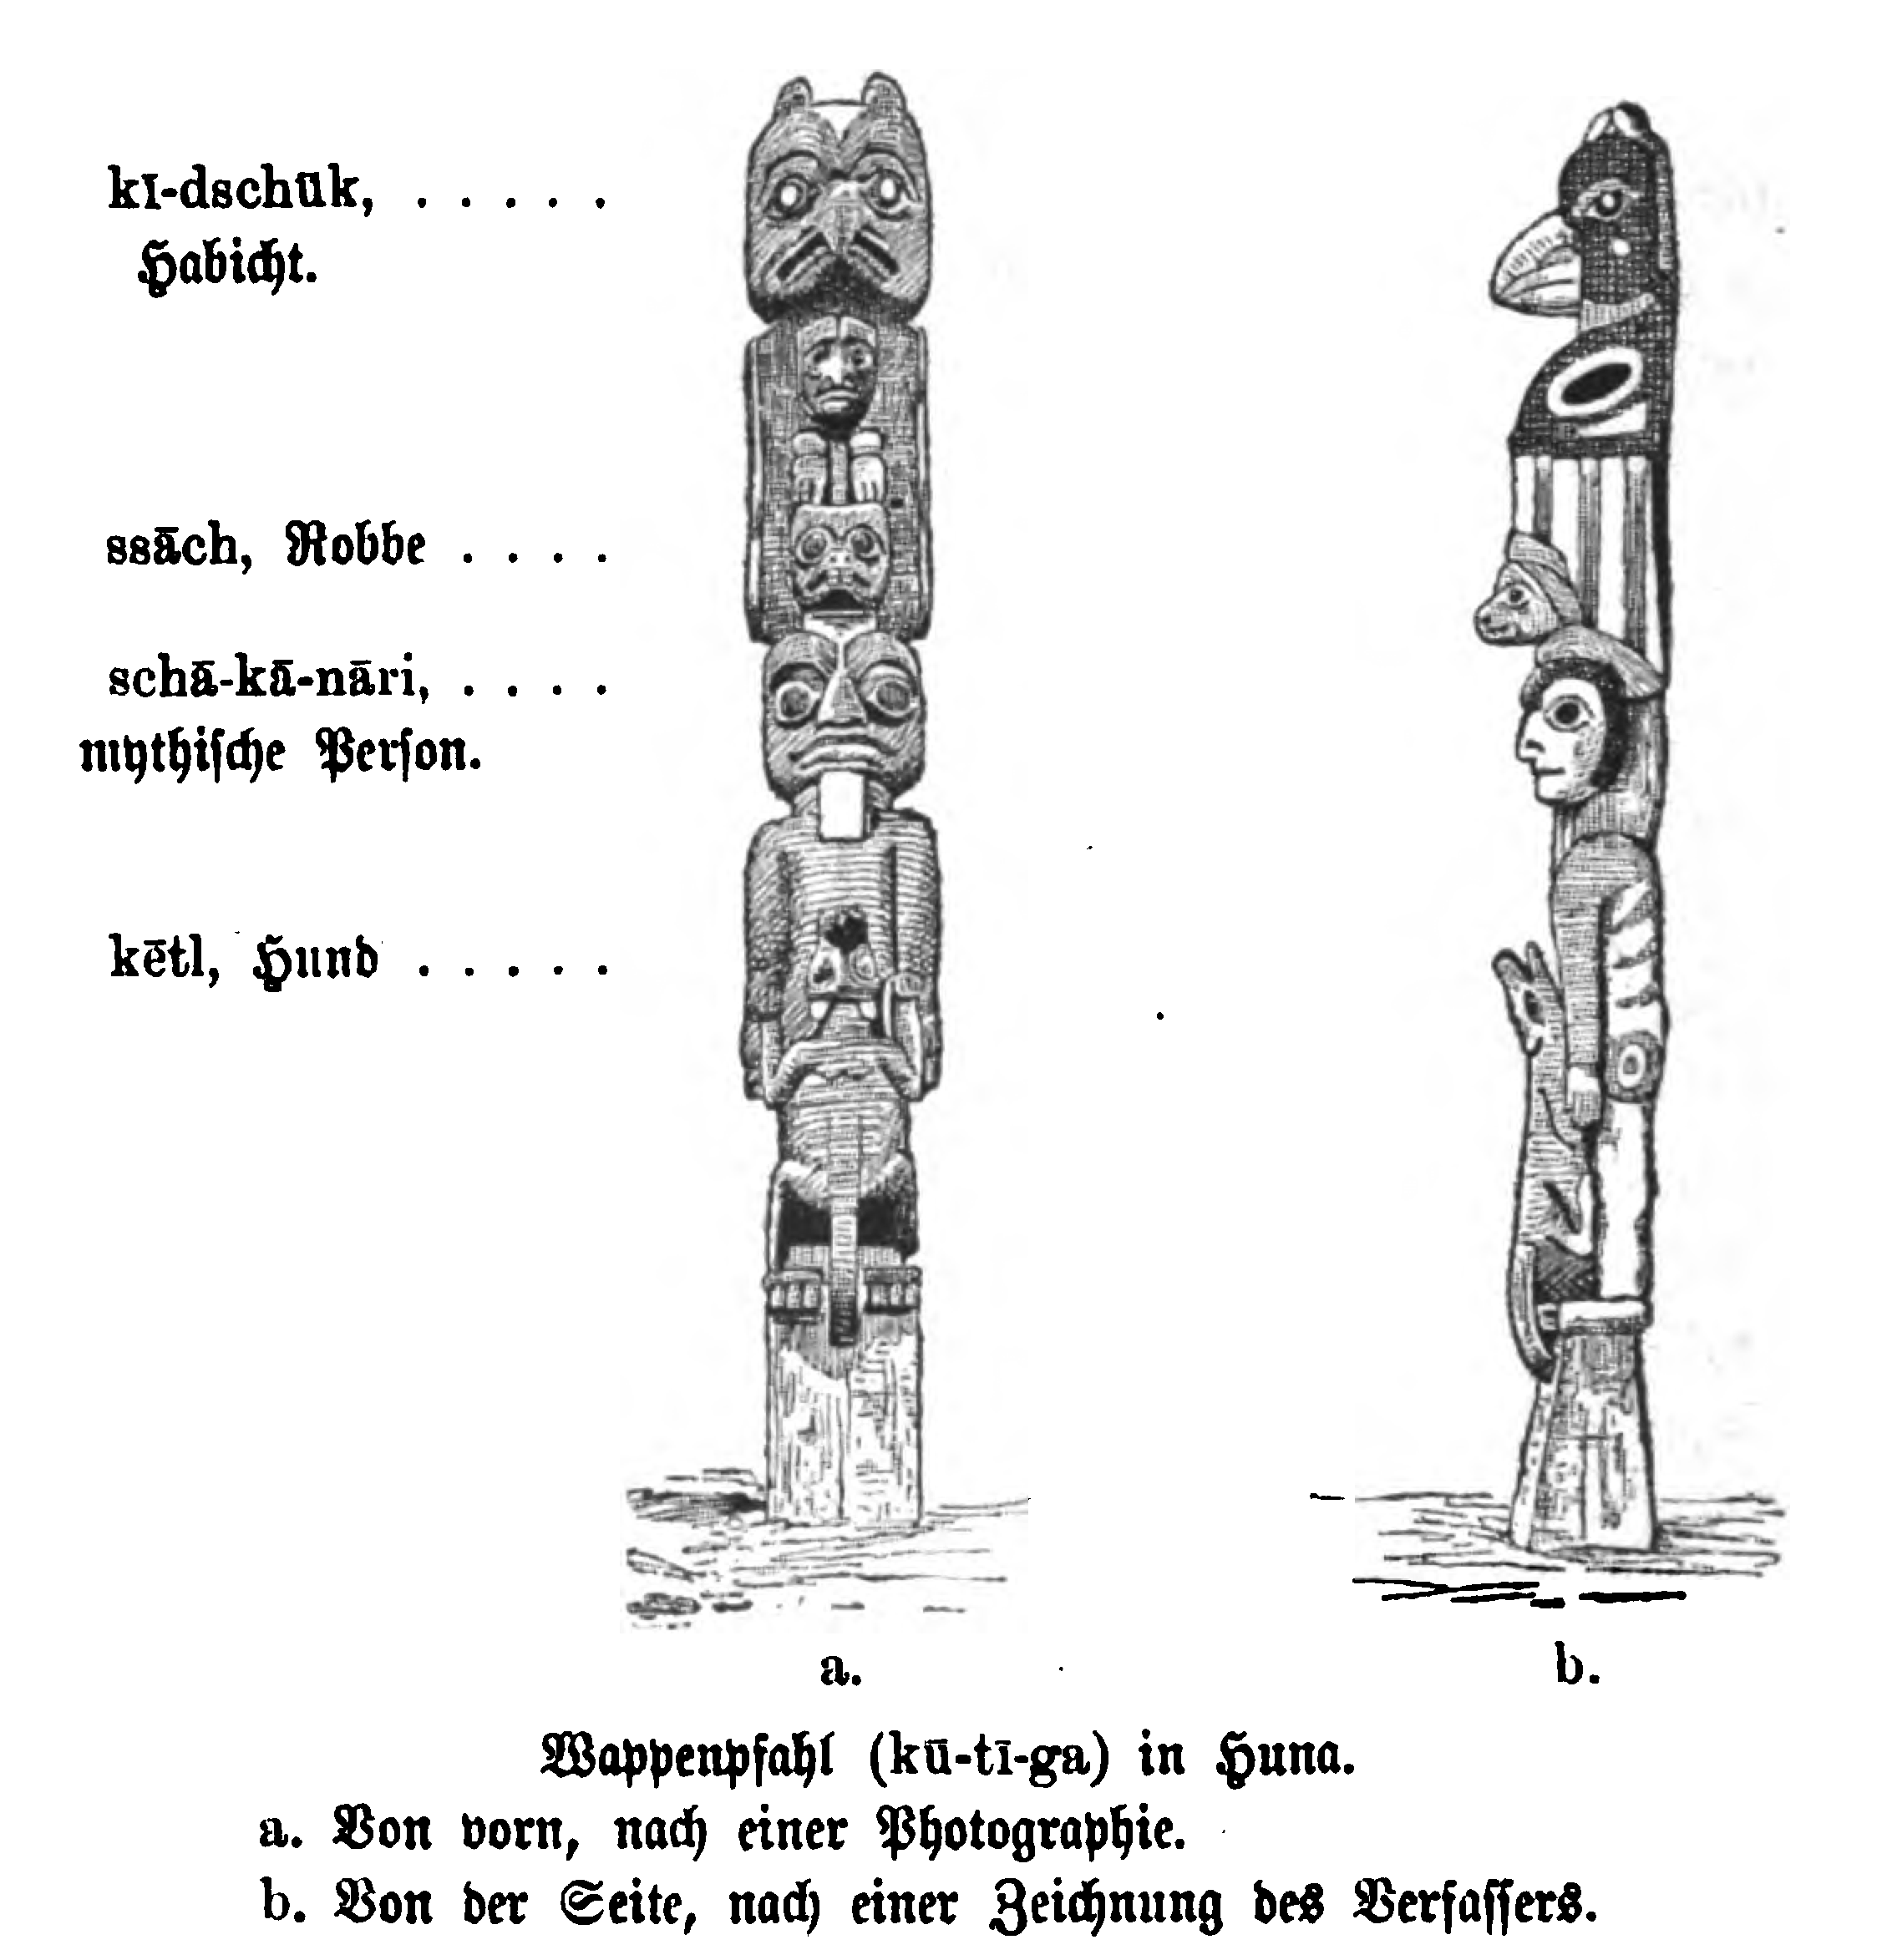 kī-dschūk, . . . . .
Habicht.
ssāch, Robbe . . . .
schā-kā-nāri, . . . .
mythische Person.
kētl, Hund . . . . .
a.
b.
Wappenpfahl (kū-tī-ga) in Huna.
a. Von vorn, nach einer Photographie.
b. Von der Seite, nach einer Zeichnung des Verfassers.